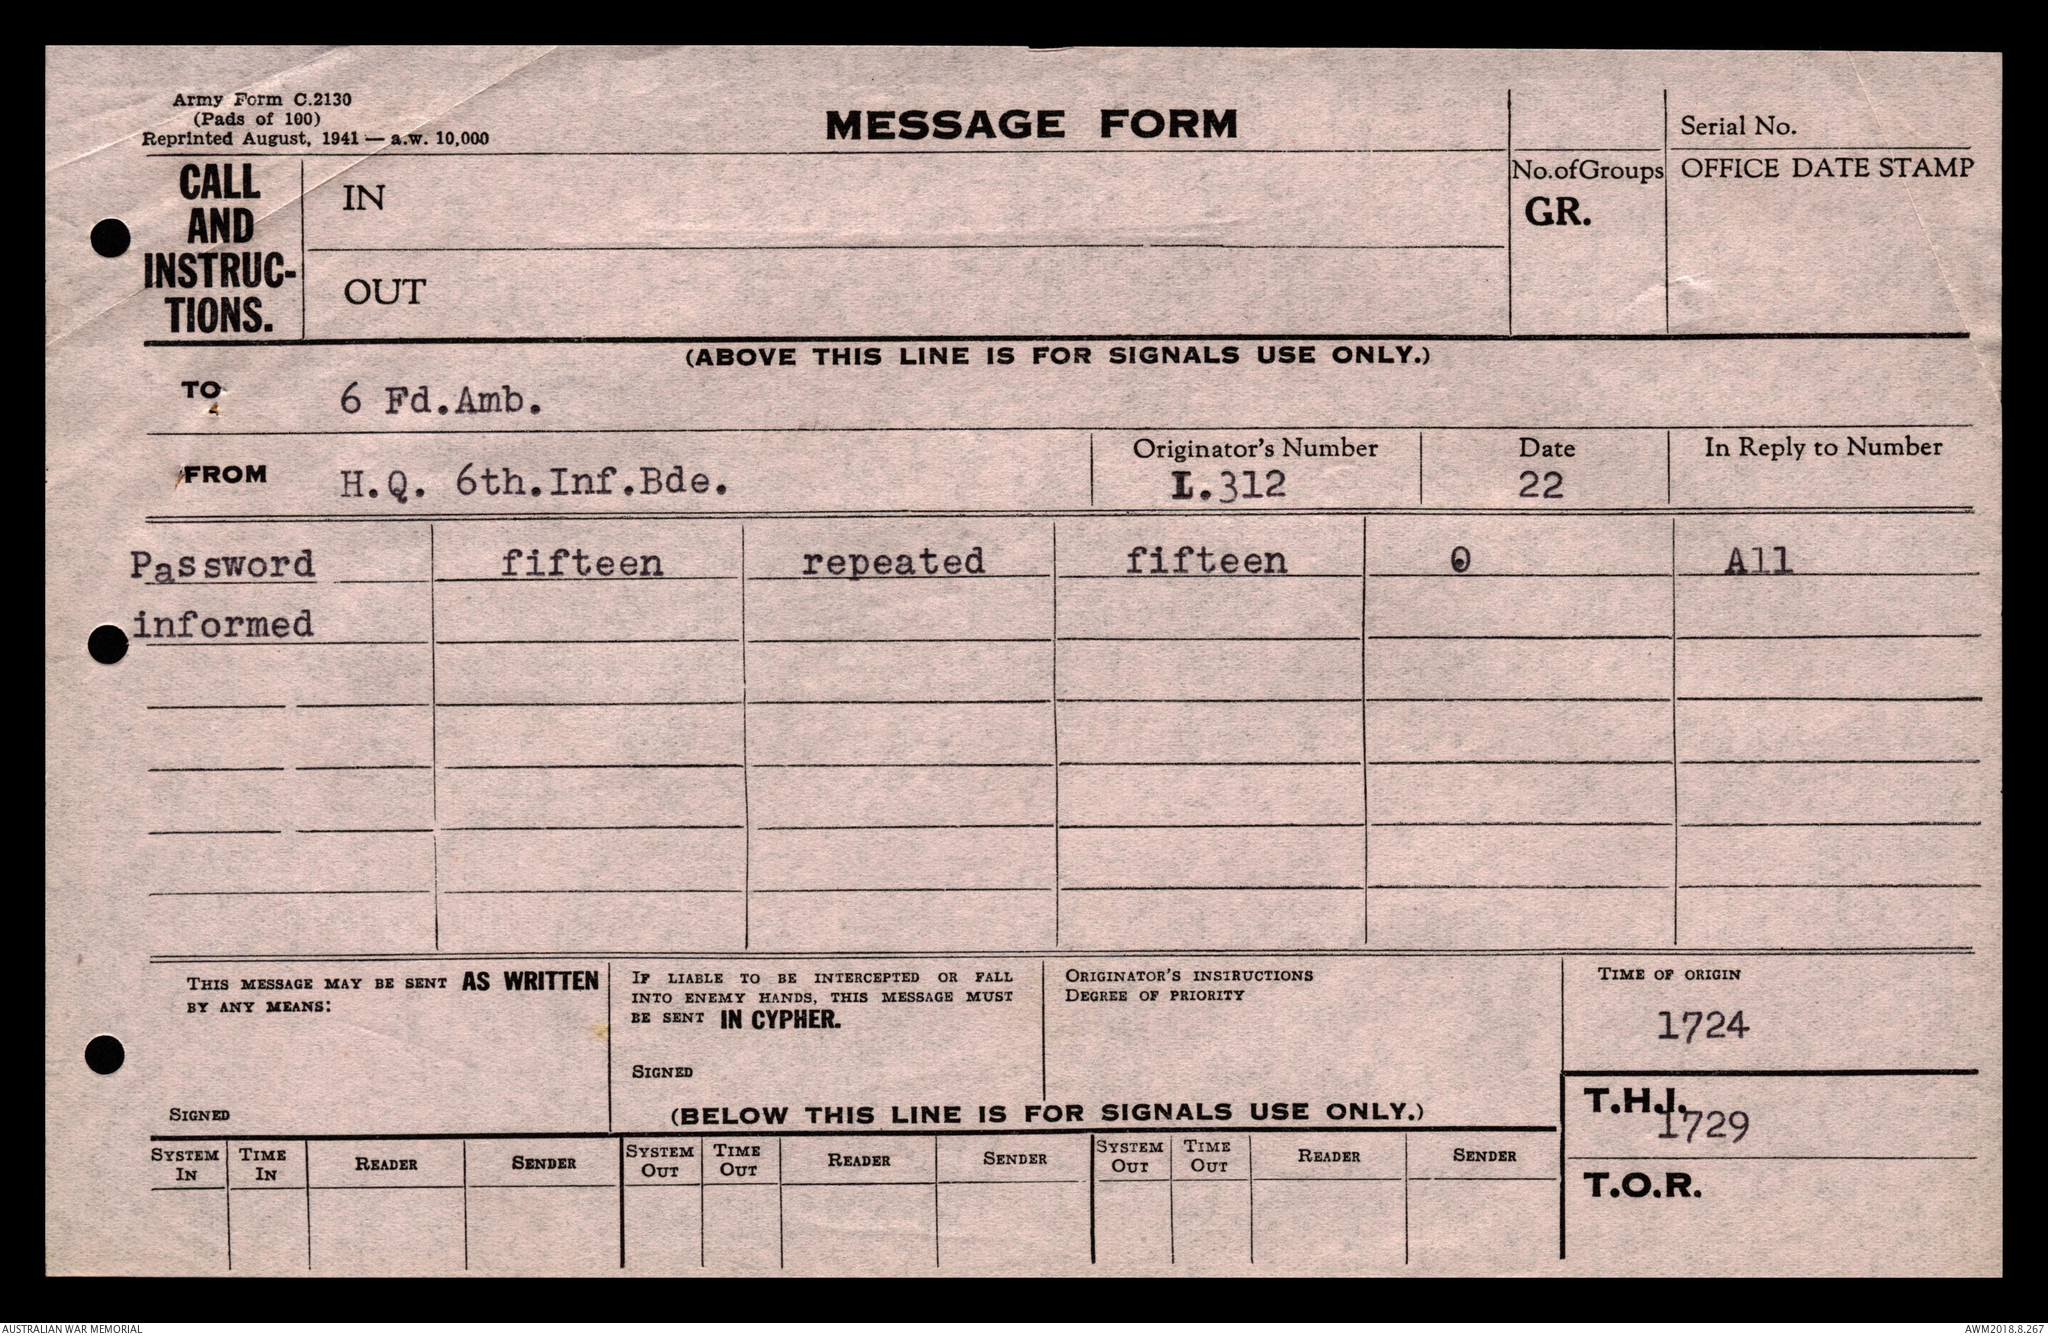 Army Form C.2130
(Pads of 100)
Reprinted August, 1941 — a.w. 10,000
MESSAGE FORM
Serial No.
CALL AND INSTRUC-TIONS.
IN
No.ofGroups
GR.
OFFICE DATE STAMP
OUT
(ABOVE THIS LINE IS FOR SIGNALS USE ONLY.)
TO 6 Fd.Amb.
FROM H.Q. 6th.Inf.Bde.
Originator's Number
L.312
Date
22
In Reply to Number
Password fifteen repeated fifteen 0 All
informed
THIS MESSAGE MAY BE SENT AS WRITTEN
BY ANY MEANS:
SIGNED
IF LIABLE TO BE INTERCEPTED OR FALL
INTO ENEMY HANDS, THIS MESSAGE MUST
BE SENT IN CYPHER.
SIGNED
ORIGINATOR'S INSTRUCTIONS
DEGREE OF PRIORITY
TIME OF ORIGIN
1724
T.H.I.
1729
T.O.R.
(BELOW THIS LINE IS FOR SIGNALS USE ONLY.)
SYSTEM IN TIME IN READER SENDER SYSTEM OUT TIME OUT READER SENDER SYSTEM OUT TIME OUT READER SENDER
AUSTRALIAN WAR MEMORIAL
AWM2018.8.267